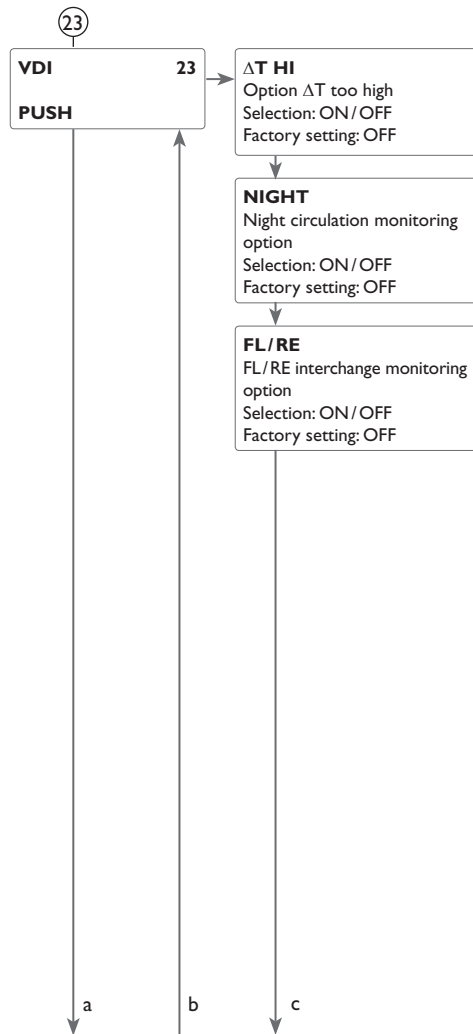 23
VDI 23
PUSH
ΔT HI
Option ΔT too high
Selection: ON / OFF
Factory setting: OFF
NIGHT
Night circulation monitoring
option
Selection: ON / OFF
Factory setting: OFF
FL / RE
FL / RE interchange monitoring
option
Selection: ON / OFF
Factory setting: OFF
a b c